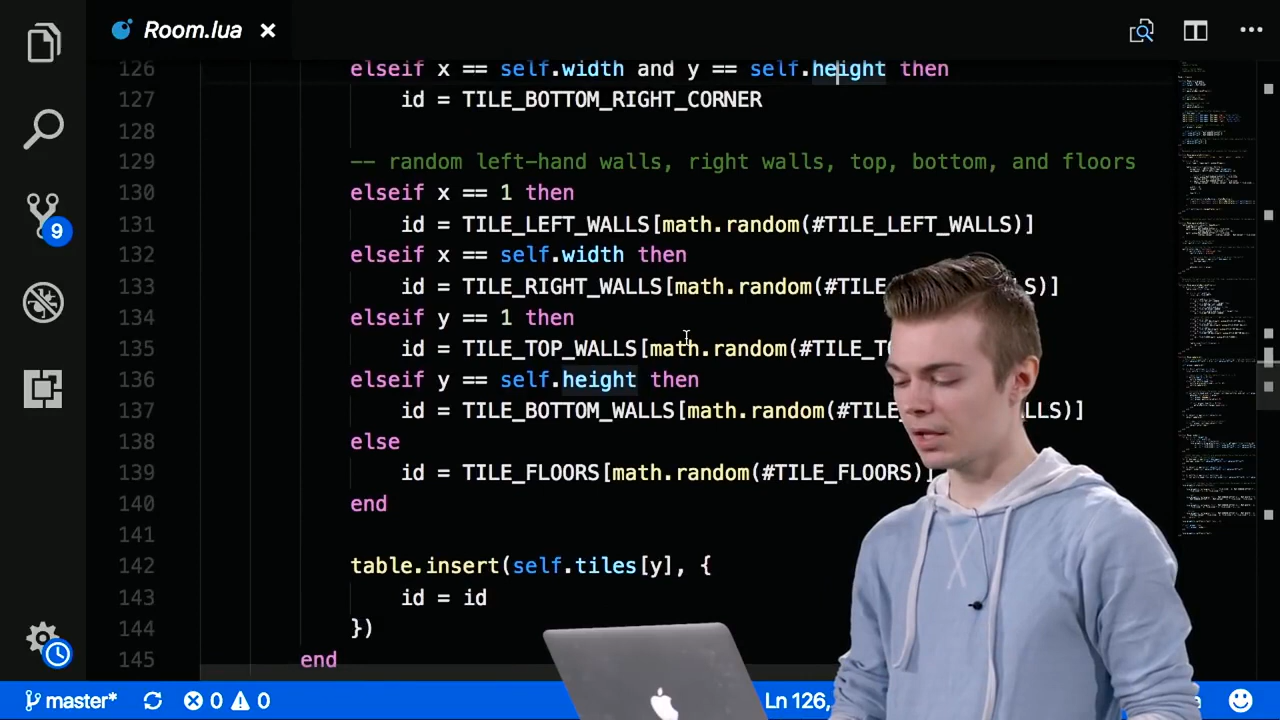 Room.lua ×
126 elseif x == self.width and y == self.height then
127 id = TILE_BOTTOM_RIGHT_CORNER
128
129 -- random left-hand walls, right walls, top, bottom, and floors
130 elseif x == 1 then
131 id = TILE_LEFT_WALLS[math.random(#TILE_LEFT_WALLS)]
132 elseif x == self.width then
133 id = TILE_RIGHT_WALLS[math.random(#TILE S)]
134 elseif y == 1 then
135 id = TILE_TOP_WALLS[math.random(#TILE_T
136 elseif y == self.height then
9
137 id = TILE_BOTTOM_WALLS[math.random(#TILE_ LLS)]
138 else
139 id = TILE_FLOORS[math.random(#TILE_FLOORS)]
140 end
141
142 table.insert(self.tiles[y], {
143 id = id
144 })
145 end
master* 0 0 Ln 126,